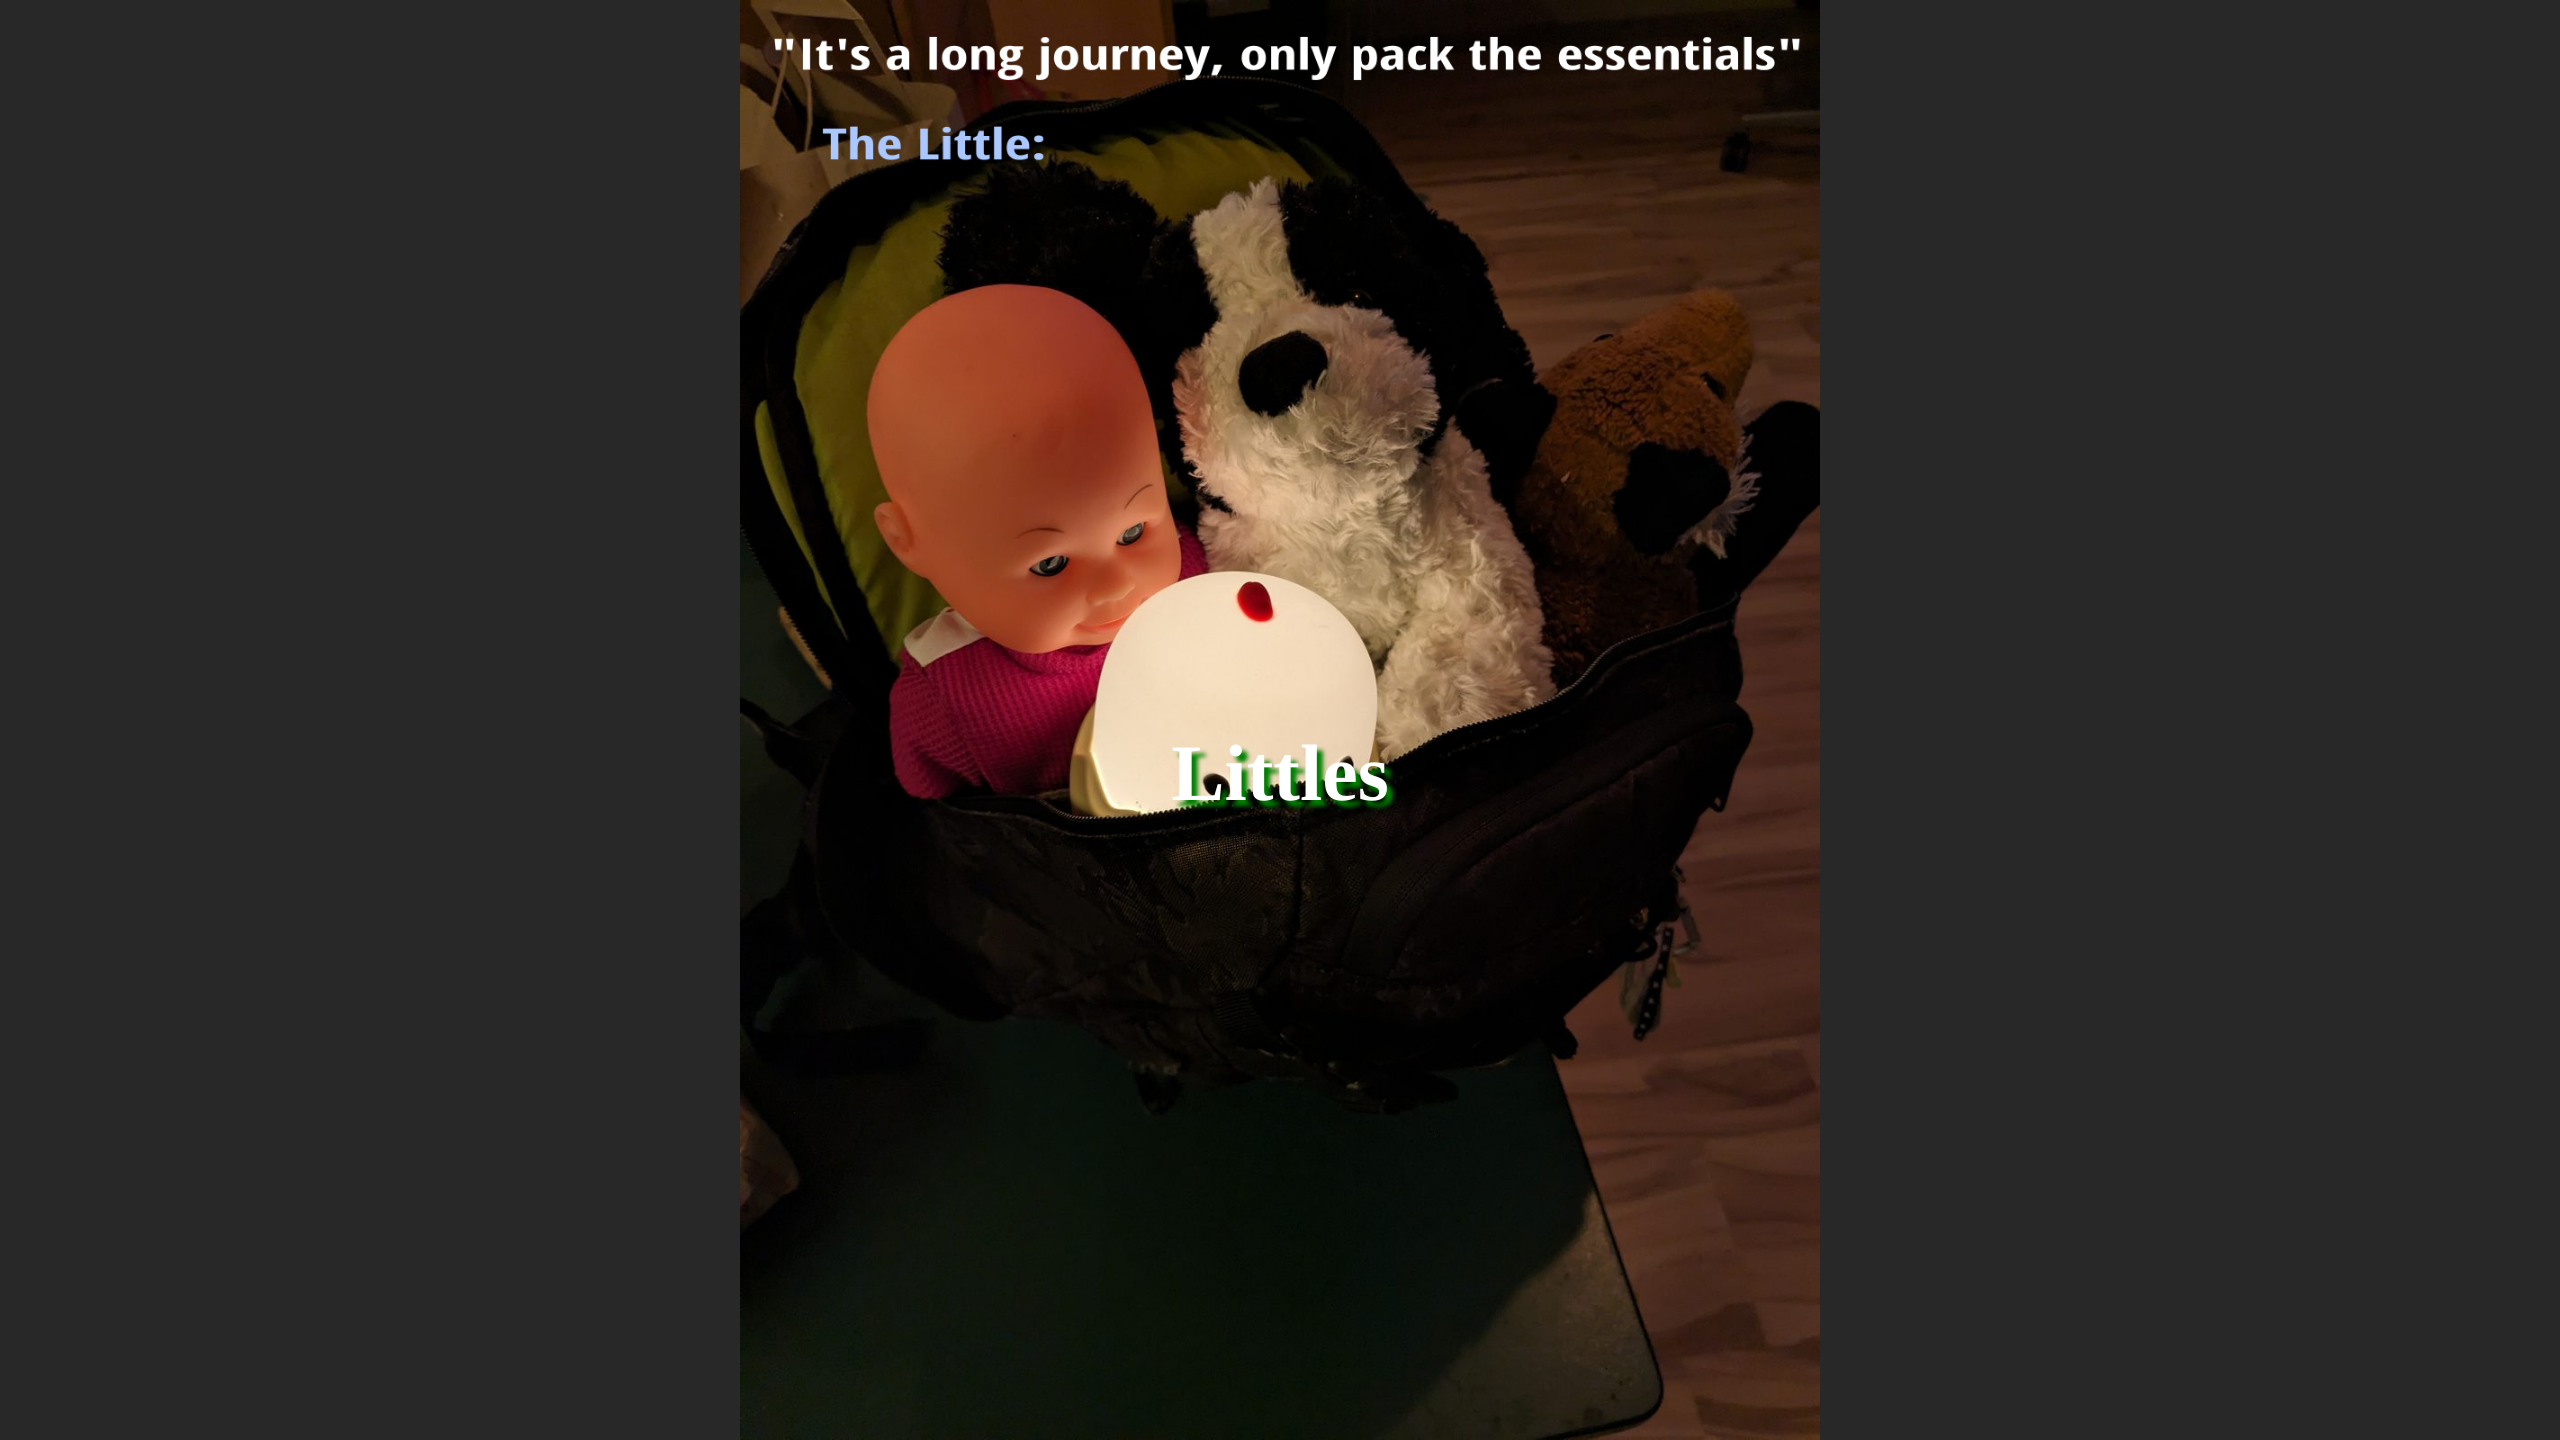 "It's a long journey, only pack the essentials"
The Little:
Littles